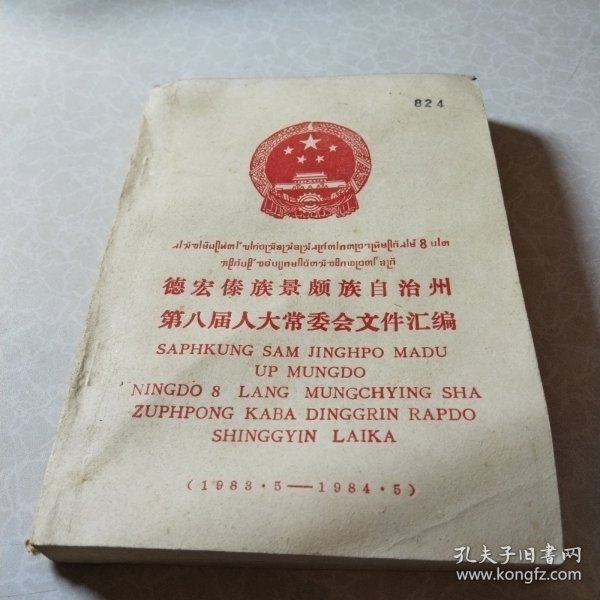 824
德宏傣族景颇族自治州
第八届人大常委会文件汇编
SAPHKUNG SAM JINGHPO MADU
UP MUNGDO
NINGDO 8 LANG MUNGCHYING SHA
ZUPHPONG KABA DINGGRIN RAPDO
SHINGGYIN LAIKA
(1983·5—1984·5)
孔夫子旧书网
www.kongfz.com